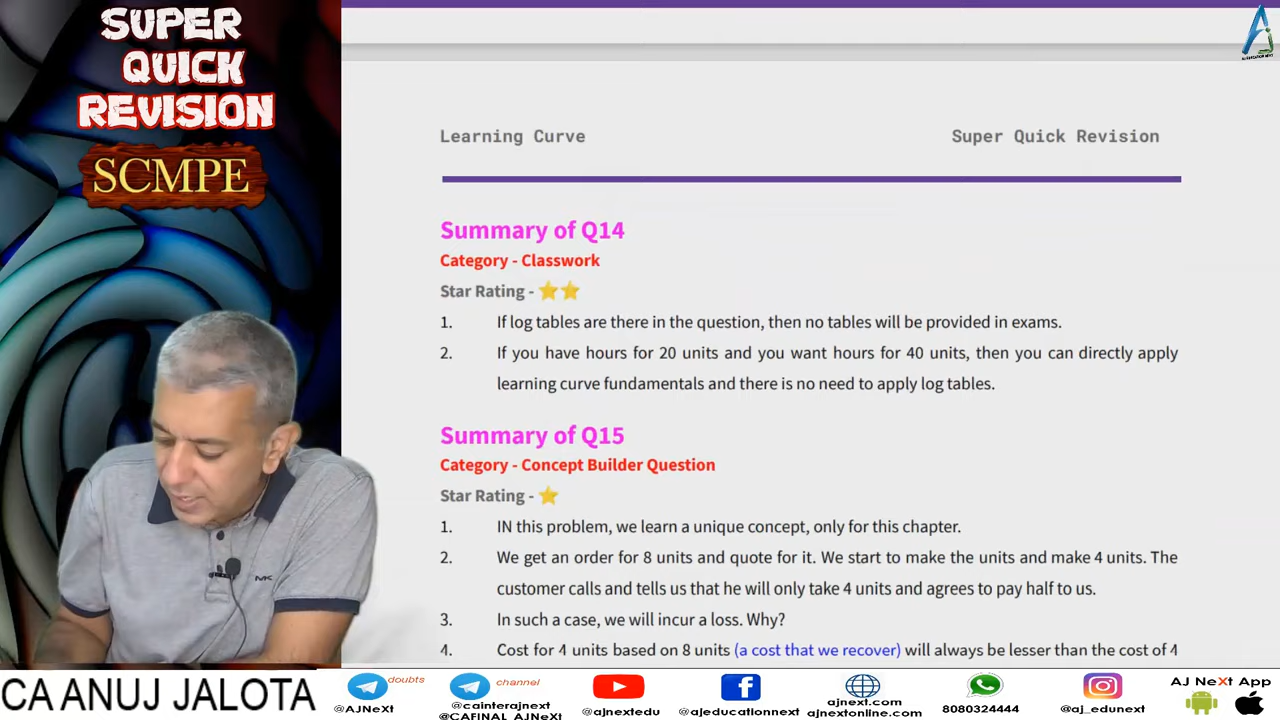 SUPER
QUICK
REVISION
SCMPE
Learning Curve
Super Quick Revision
Summary of Q14
Category - Classwork
Star Rating -
1. If log tables are there in the question, then no tables will be provided in exams.
2. If you have hours for 20 units and you want hours for 40 units, then you can directly apply
learning curve fundamentals and there is no need to apply log tables.
Summary of Q15
Category - Concept Builder Question
Star Rating -
1. IN this problem, we learn a unique concept, only for this chapter.
2. We get an order for 8 units and quote for it. We start to make the units and make 4 units. The
customer calls and tells us that he will only take 4 units and agrees to pay half to us.
3. In such a case, we will incur a loss. Why?
4. Cost for 4 units based on 8 units (a cost that we recover) will always be lesser than the cost of 4
CA ANUJ JALOTA
doubts
@AJNeXt
channel
@cainterajnext
@CAFINAL_AJNeXt
@ajnextedu
@ajeducationnext
ajnext.com
ajnextonline.com
8080324444
@aj_edunext
AJ NeXt App